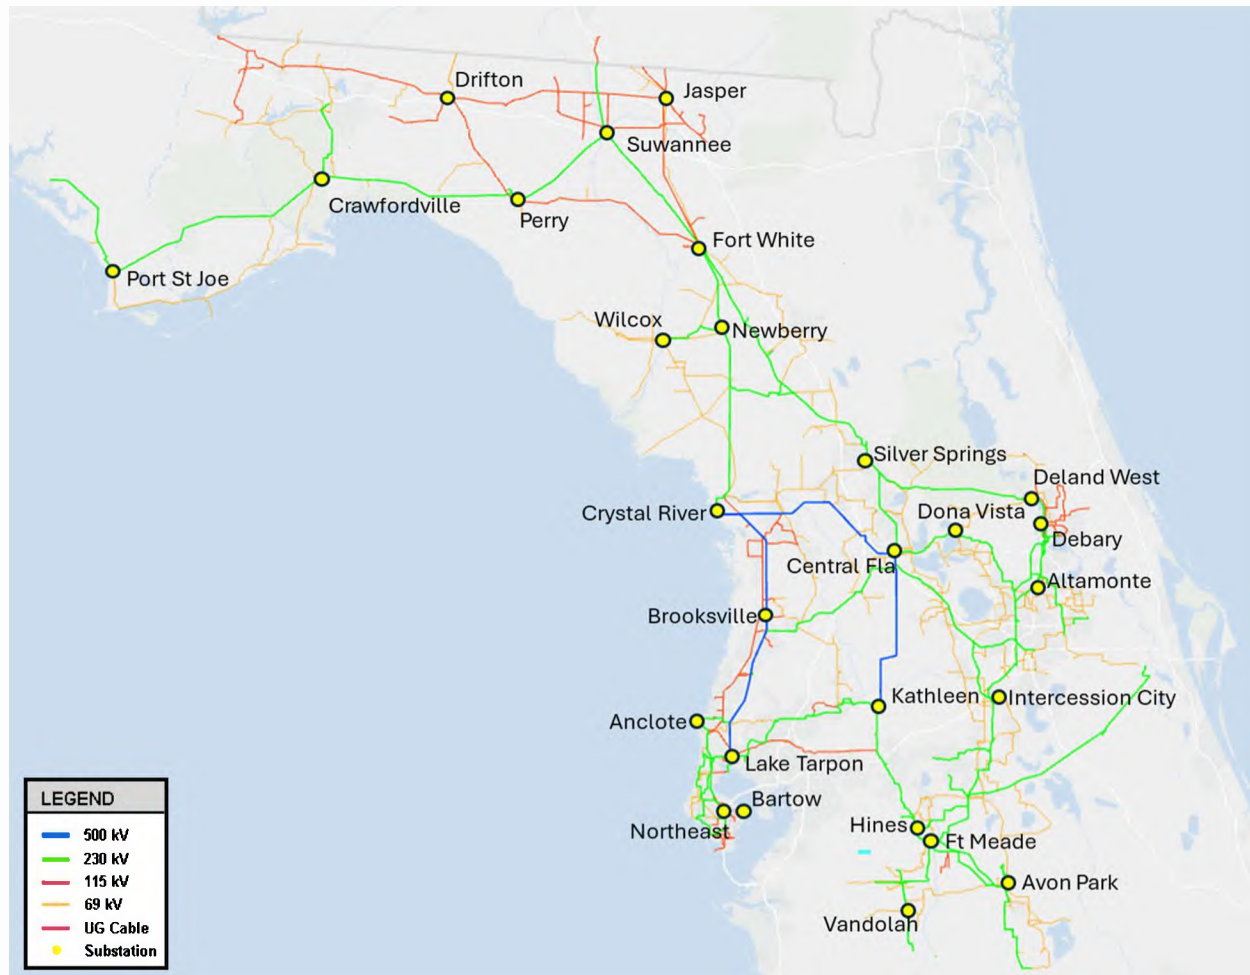 Drifton
Jasper
Suwannee
Crawfordville
Perry
Fort White
Port St Joe
Wilcox
Newberry
Silver Springs
Deland West
Crystal River
Dona Vista
Debary
Central Fla
Altamonte
Brooksville
Kathleen
Intercession City
Anclote
Lake Tarpon
Bartow
Northeast
Hines
Ft Meade
Avon Park
Vandolah
LEGEND
500 kV
230 kV
115 kV
69 kV
UG Cable
Substation